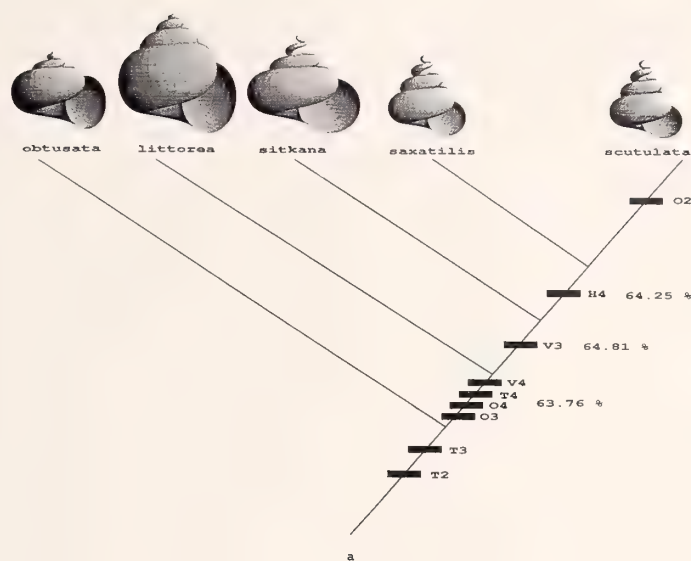 obtusata littorea sitkana saxatilis scutulata
O2
H4 64.25 %
V3 64.81 %
V4
T4
O4 63.76 %
O3
T3
T2
a